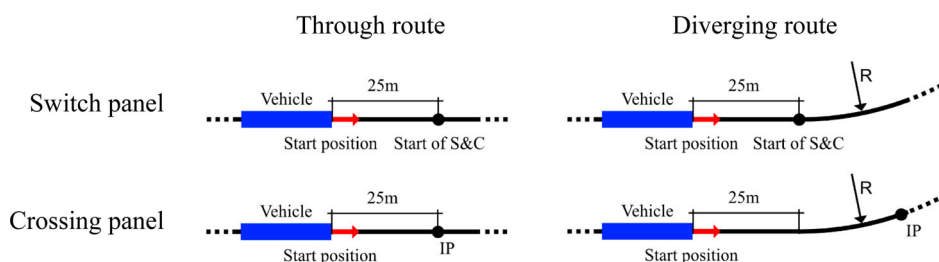 Through route
Diverging route
Switch panel
Vehicle
25m
Start position
Start of S&C
Vehicle
25m
R
Start position
Start of S&C
Crossing panel
Vehicle
25m
Start position
IP
Vehicle
25m
R
Start position
IP